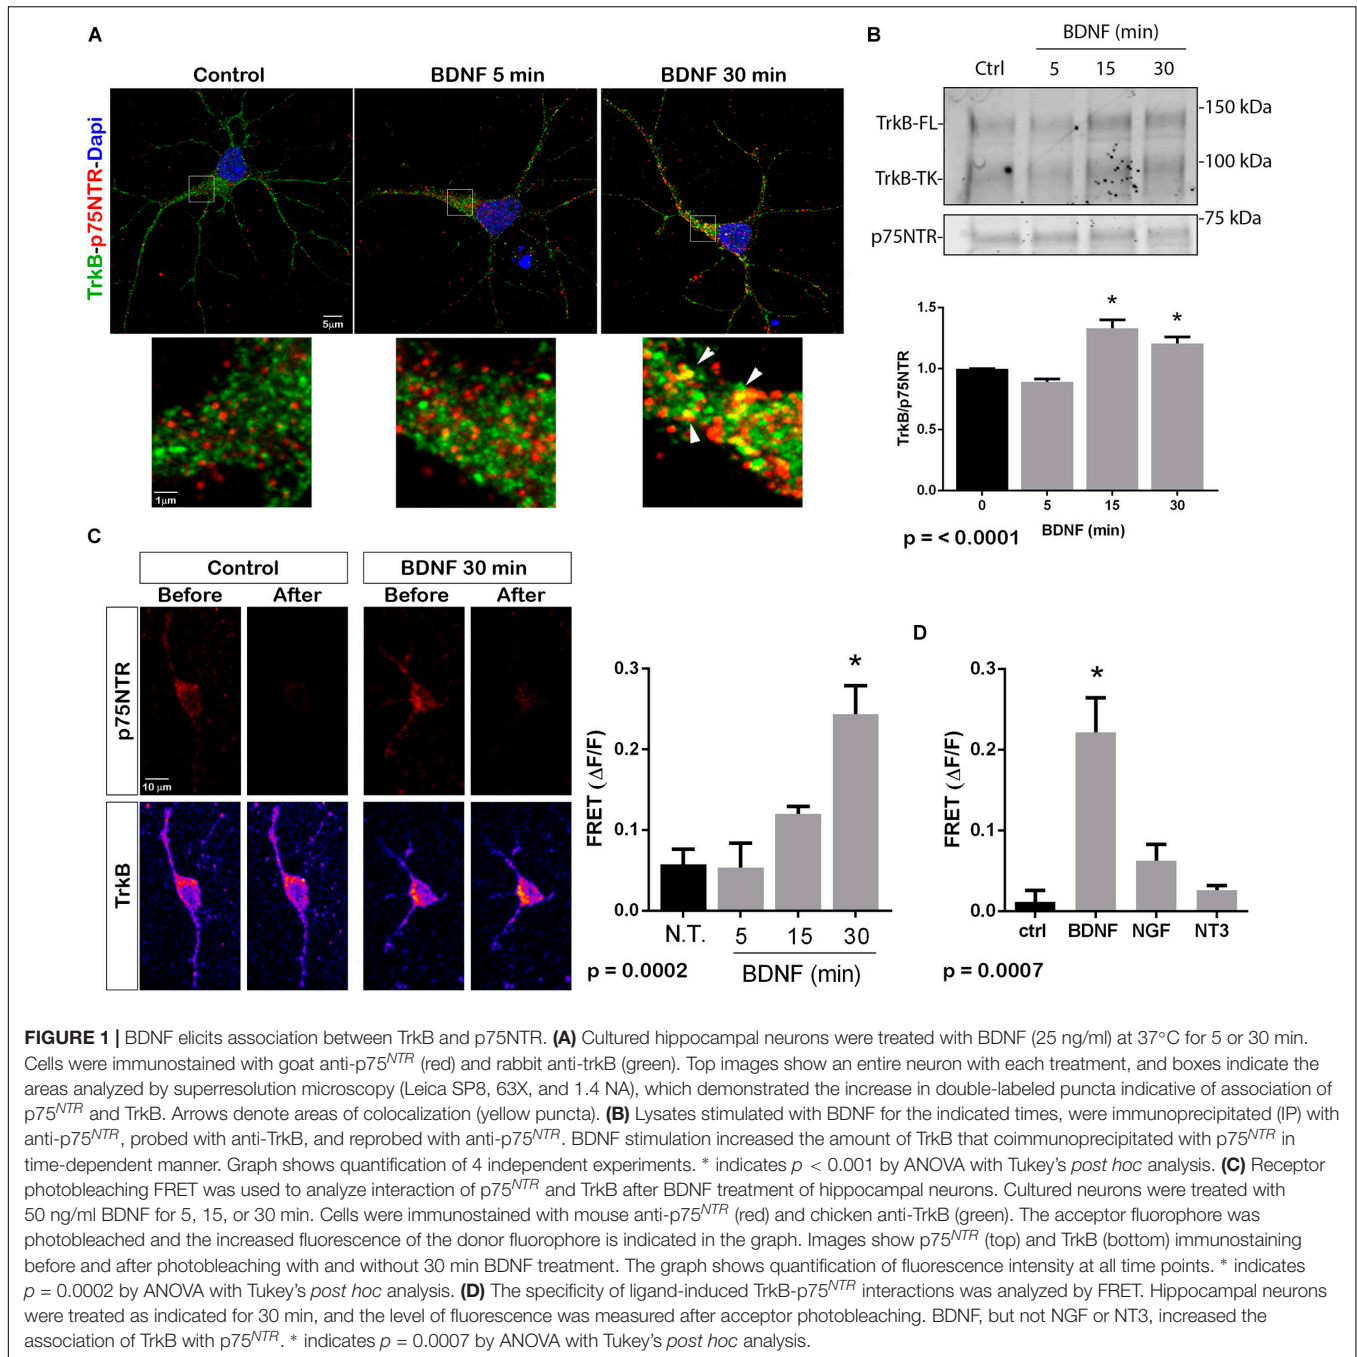 A
Control
BDNF 5 min
BDNF 30 min
TrkB-p75NTR-Dapi
5µm
1µm
B
BDNF (min)
Ctrl 5 15 30
TrkB-FL-
TrkB-TK-
p75NTR-
-150 kDa
-100 kDa
-75 kDa
TrkB/p75NTR
1.5
1.0
0.5
0.0
* *
0 5 15 30
BDNF (min)
p = < 0.0001
C
Control
BDNF 30 min
Before After Before After
p75NTR
10 µm
TrkB
FRET (ΔF/F)
0.3
0.2
0.1
0.0
*
N.T. 5 15 30
BDNF (min)
p = 0.0002
D
FRET (ΔF/F)
0.3
0.2
0.1
0.0
*
ctrl BDNF NGF NT3
p = 0.0007
FIGURE 1 | BDNF elicits association between TrkB and p75NTR. (A) Cultured hippocampal neurons were treated with BDNF (25 ng/ml) at 37°C for 5 or 30 min.
Cells were immunostained with goat anti-p75NTR (red) and rabbit anti-trkB (green). Top images show an entire neuron with each treatment, and boxes indicate the
areas analyzed by superresolution microscopy (Leica SP8, 63X, and 1.4 NA), which demonstrated the increase in double-labeled puncta indicative of association of
p75NTR and TrkB. Arrows denote areas of colocalization (yellow puncta). (B) Lysates stimulated with BDNF for the indicated times, were immunoprecipitated (IP) with
anti-p75NTR, probed with anti-TrkB, and reprobed with anti-p75NTR. BDNF stimulation increased the amount of TrkB that coimmunoprecipitated with p75NTR in
time-dependent manner. Graph shows quantification of 4 independent experiments. * indicates p < 0.001 by ANOVA with Tukey's post hoc analysis. (C) Receptor
photobleaching FRET was used to analyze interaction of p75NTR and TrkB after BDNF treatment of hippocampal neurons. Cultured neurons were treated with
50 ng/ml BDNF for 5, 15, or 30 min. Cells were immunostained with mouse anti-p75NTR (red) and chicken anti-TrkB (green). The acceptor fluorophore was
photobleached and the increased fluorescence of the donor fluorophore is indicated in the graph. Images show p75NTR (top) and TrkB (bottom) immunostaining
before and after photobleaching with and without 30 min BDNF treatment. The graph shows quantification of fluorescence intensity at all time points. * indicates
p = 0.0002 by ANOVA with Tukey's post hoc analysis. (D) The specificity of ligand-induced TrkB-p75NTR interactions was analyzed by FRET. Hippocampal neurons
were treated as indicated for 30 min, and the level of fluorescence was measured after acceptor photobleaching. BDNF, but not NGF or NT3, increased the
association of TrkB with p75NTR. * indicates p = 0.0007 by ANOVA with Tukey's post hoc analysis.